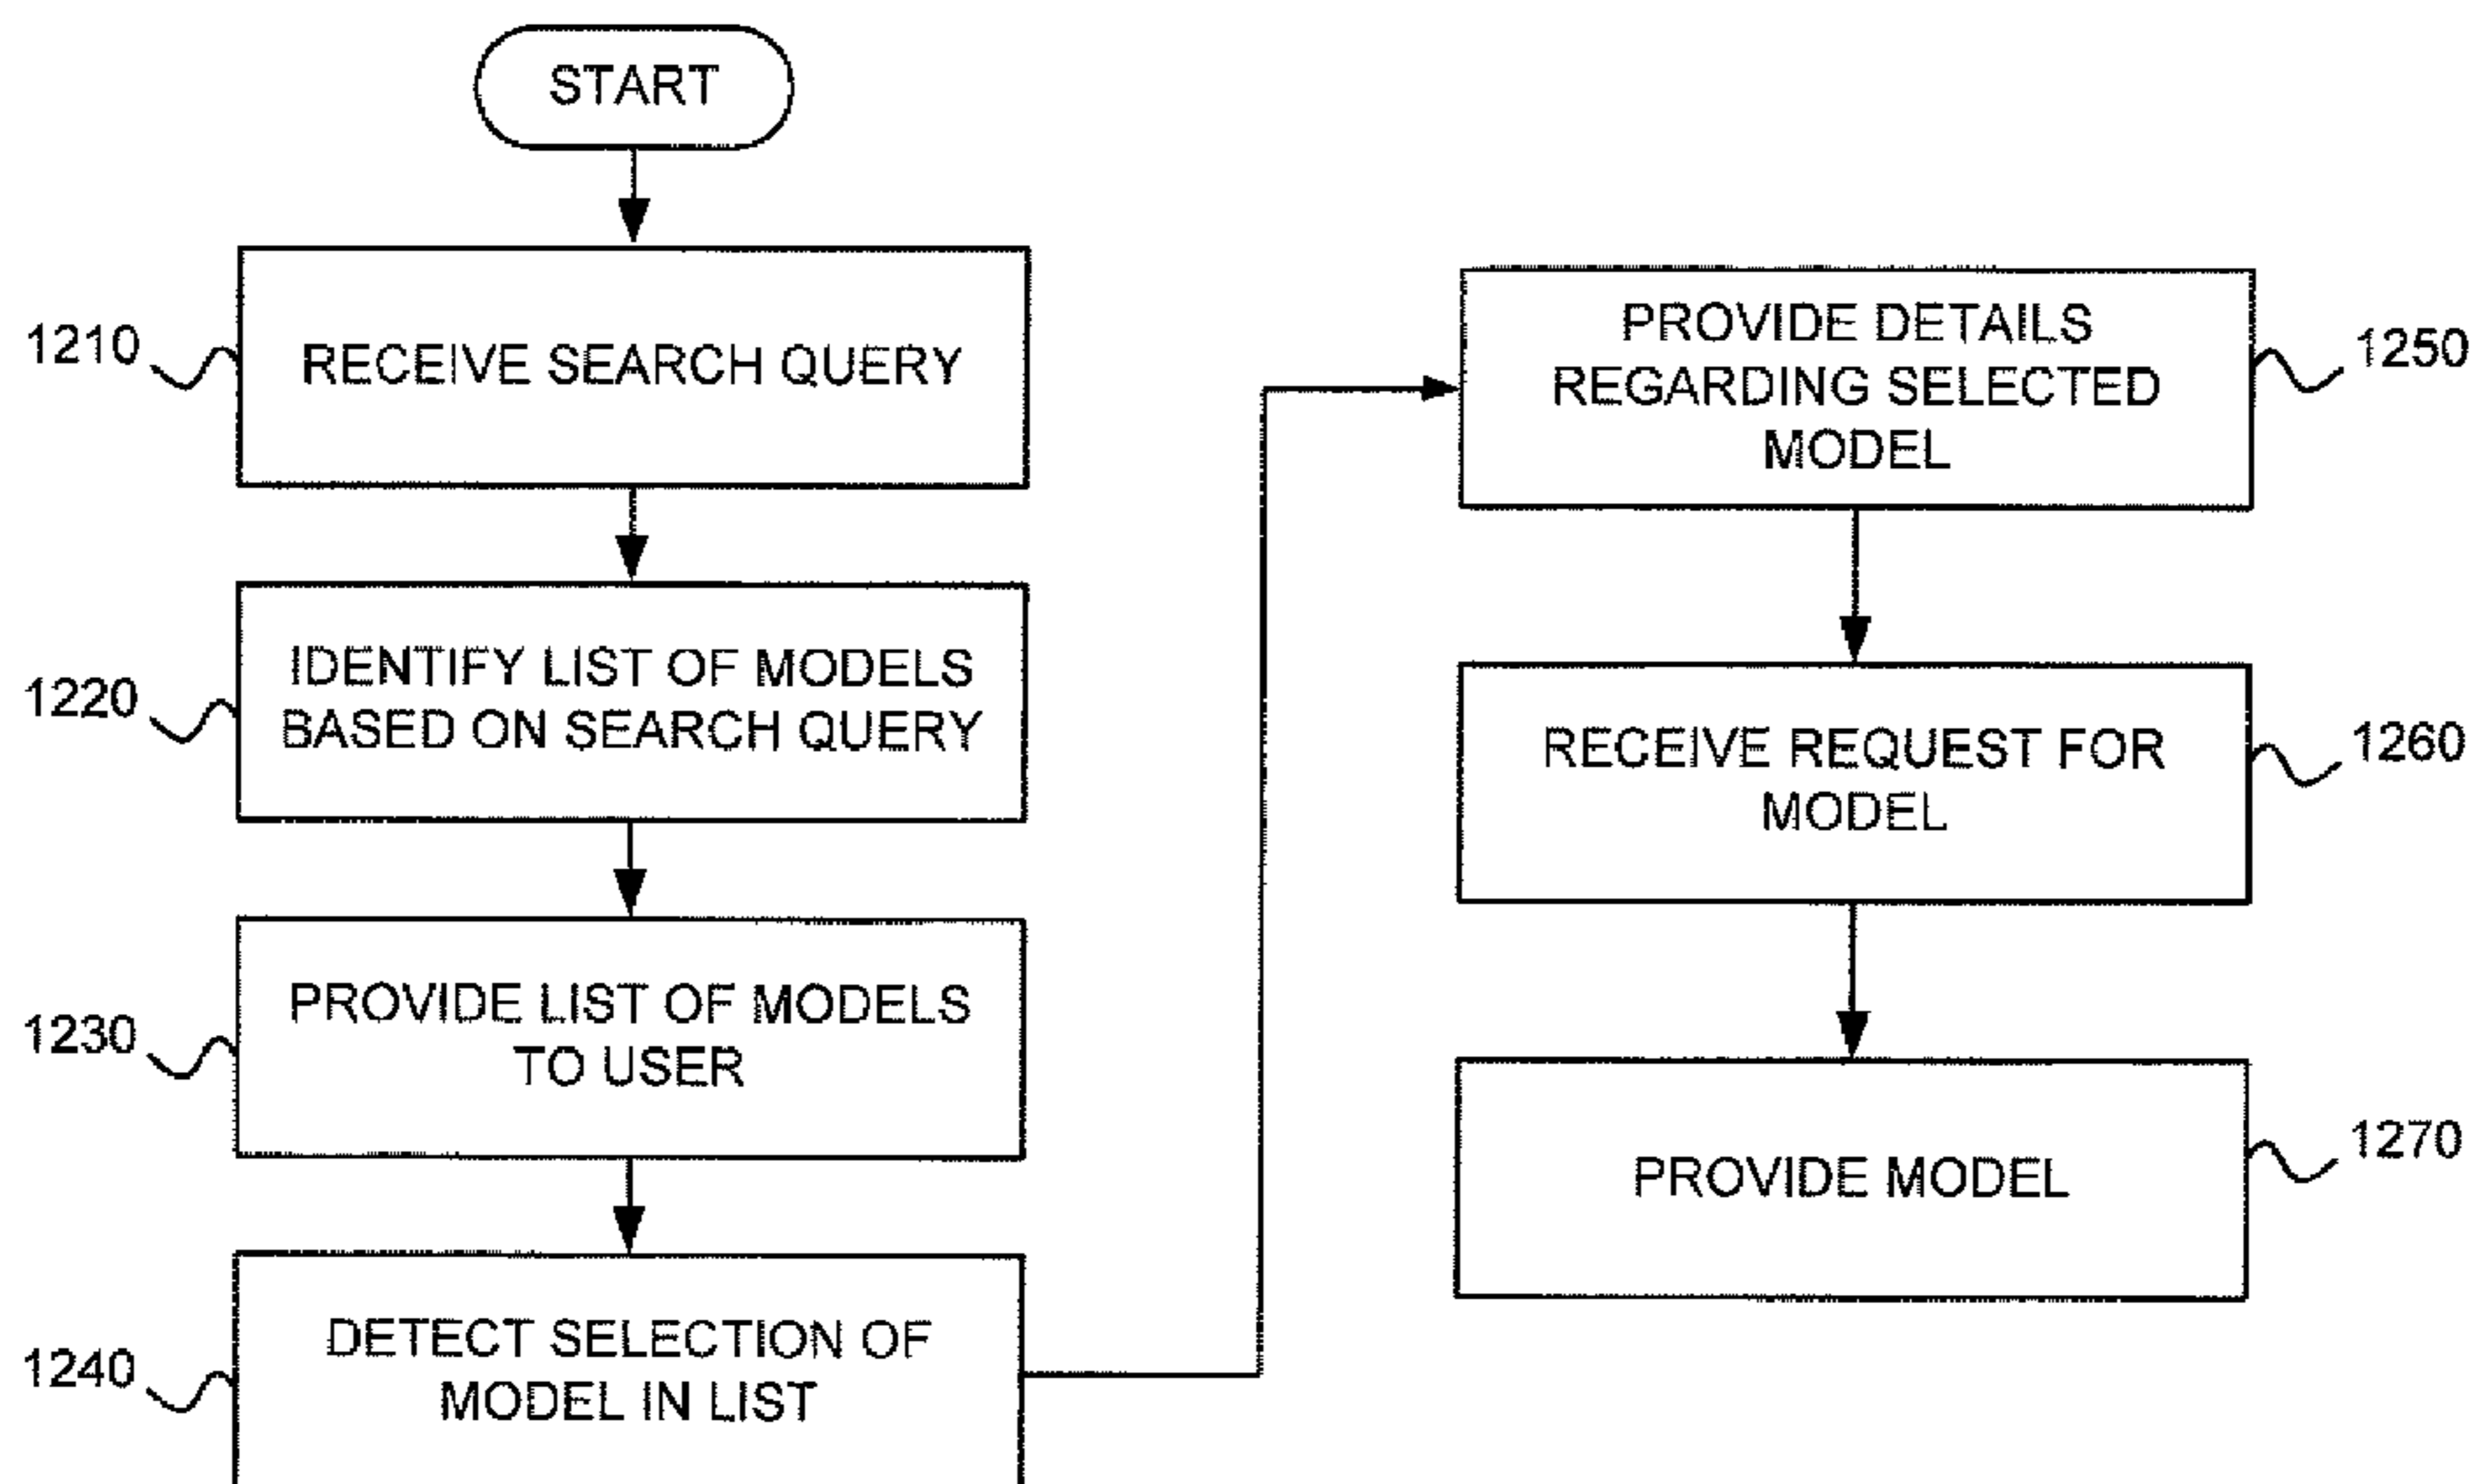 START
1210
RECEIVE SEARCH QUERY
1220
IDENTIFY LIST OF MODELS
BASED ON SEARCH QUERY
1230
PROVIDE LIST OF MODELS
TO USER
1240
DETECT SELECTION OF
MODEL IN LIST
PROVIDE DETAILS
REGARDING SELECTED
MODEL
1250
RECEIVE REQUEST FOR
MODEL
1260
PROVIDE MODEL
1270